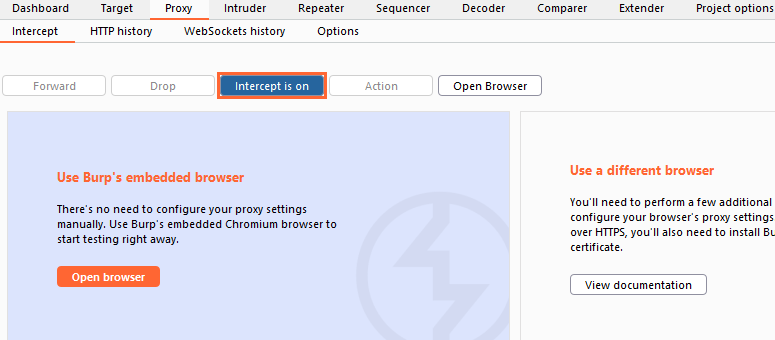 Dashboard Target Proxy Intruder Repeater Sequencer Decoder Comparer Extender Project options
Intercept HTTP history WebSockets history Options
Forward Drop Intercept is on Action Open Browser
Use Burp's embedded browser
There's no need to configure your proxy settings
manually. Use Burp's embedded Chromium browser to
start testing right away.
Open browser
Use a different browser
You'll need to perform a few additional
configure your browser's proxy settings
over HTTPS, you'll also need to install Bu
certificate.
View documentation